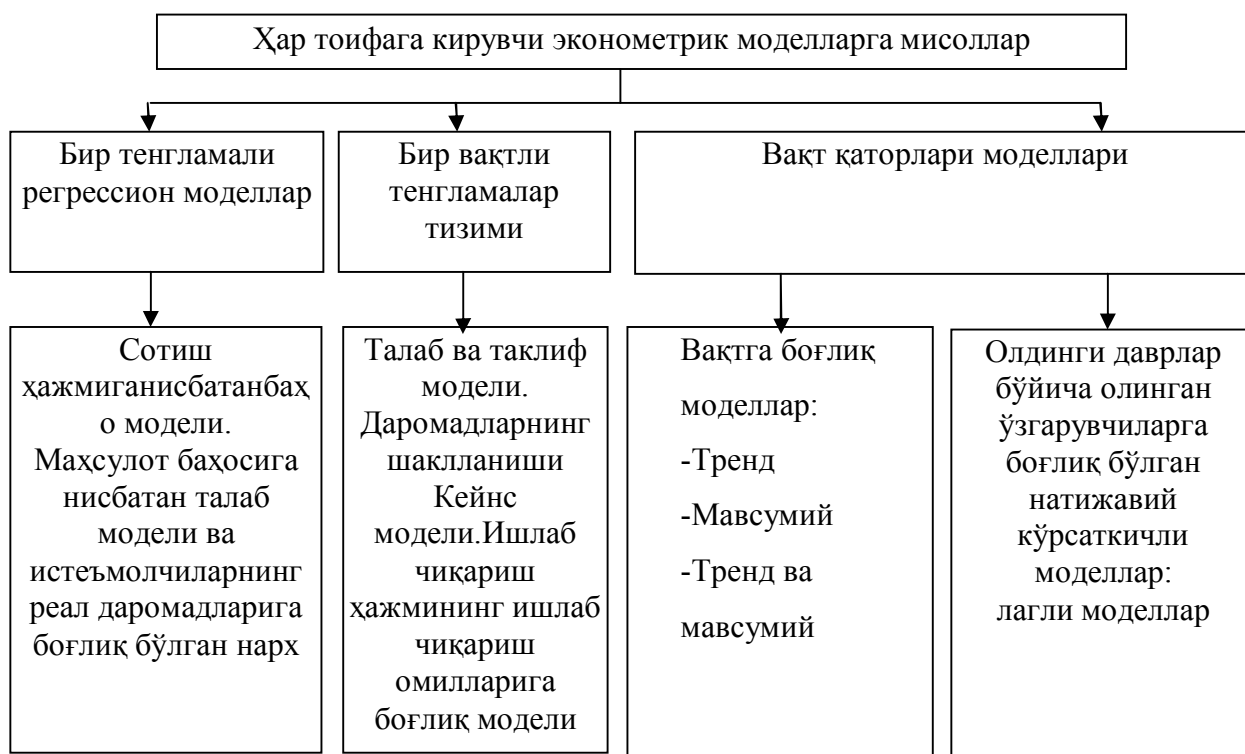 Ҳар тоифага кирувчи эконометрик моделларга мисоллар
Бир тенгламали
регрессион моделлар
Бир вақтли
тенгламалар
тизими
Вақт қаторлари моделлари
Сотиш
ҳажмиганисбатанбаҳ
о модели.
Маҳсулот баҳосига
нисбатан талаб
модели ва
истеъмолчиларнинг
реал даромадларига
боғлиқ бўлган нарх
Талаб ва таклиф
модели.
Даромадларнинг
шаклланиши
Кейнс
модели.Ишлаб
чиқариш
ҳажмининг ишлаб
чиқариш
омилларига
боғлиқ модели
Вақтга боғлиқ
моделлар:
-Тренд
-Мавсумий
-Тренд ва
мавсумий
Олдинги даврлар
бўйича олинган
ўзгарувчиларга
боғлиқ бўлган
натижавий
кўрсаткичли
моделлар:
лагли моделлар